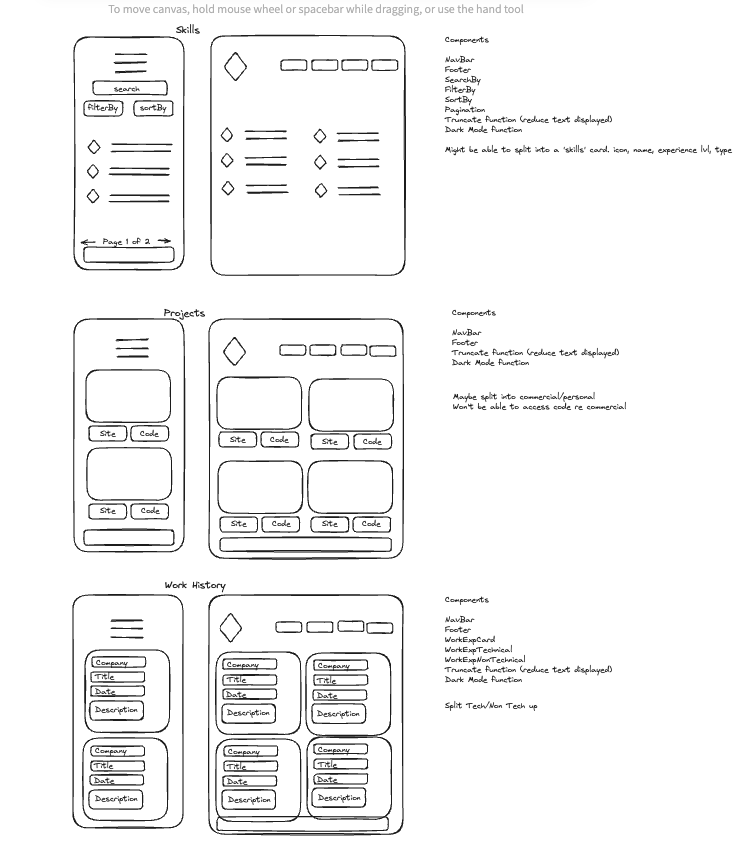 To move canvas, hold mouse wheel or spacebar while dragging, or use the hand tool
Skills
search
filterBy
sortBy
Page 1 of 2
Components
NavBar
Footer
SearchBy
FilterBy
SortBy
Pagination
Truncate function (reduce text displayed)
Dark Mode function
Might be able to split into a 'skills' card. icon, name, experience lvl, type
Projects
Site
Code
Site
Code
Site
Code
Site
Code
Site
Code
Site
Code
Components
NavBar
Footer
Truncate function (reduce text displayed)
Dark Mode function
Maybe split into commercial/personal
Won't be able to access code re commercial
Work History
Company
Title
Date
Description
Company
Title
Date
Description
Company
Title
Date
Description
Company
Title
Date
Description
Company
Title
Date
Description
Company
Title
Date
Description
Components
NavBar
Footer
WorkExpCard
WorkExpTechnical
WorkExpNonTechnical
Truncate function (reduce text displayed)
Dark Mode function
Split Tech/Non Tech up